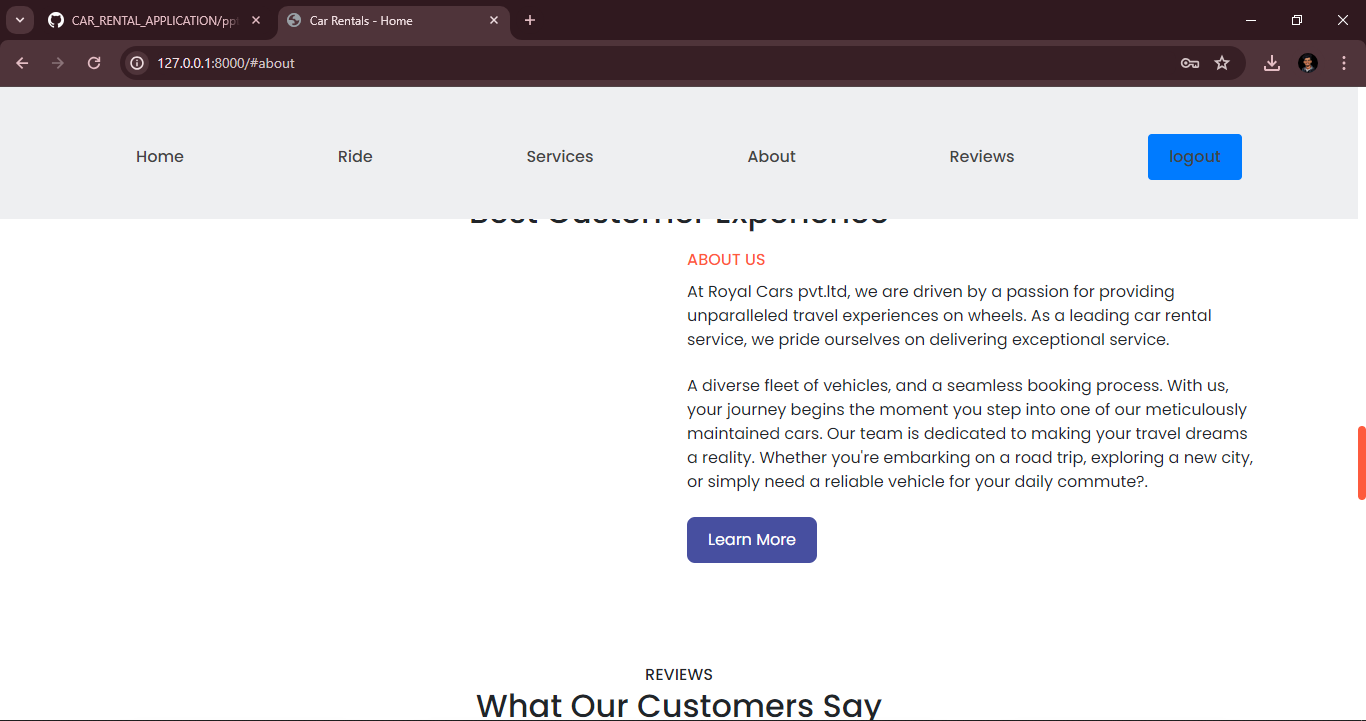 CAR_RENTAL_APPLICATION/ppt
Car Rentals - Home
127.0.0.1:8000/#about
Home
Ride
Services
About
Reviews
logout
Best Customer Experience
ABOUT US
At Royal Cars pvt.ltd, we are driven by a passion for providing
unparalleled travel experiences on wheels. As a leading car rental
service, we pride ourselves on delivering exceptional service.
A diverse fleet of vehicles, and a seamless booking process. With us,
your journey begins the moment you step into one of our meticulously
maintained cars. Our team is dedicated to making your travel dreams
a reality. Whether you're embarking on a road trip, exploring a new city,
or simply need a reliable vehicle for your daily commute?.
Learn More
REVIEWS
What Our Customers Say